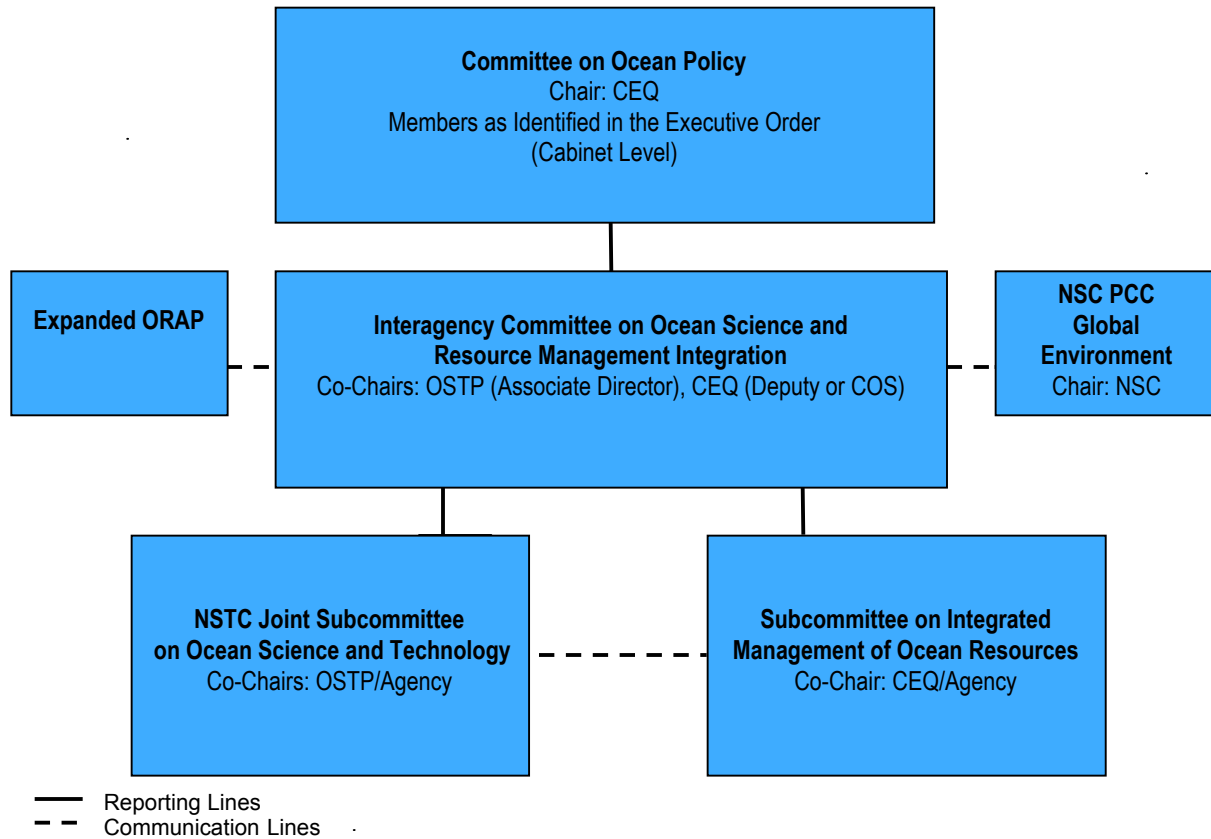 Committee on Ocean Policy
Chair: CEQ
Members as Identified in the Executive Order
(Cabinet Level)
Expanded ORAP
Interagency Committee on Ocean Science and
Resource Management Integration
Co-Chairs: OSTP (Associate Director), CEQ (Deputy or COS)
NSC PCC
Global
Environment
Chair: NSC
NSTC Joint Subcommittee
on Ocean Science and Technology
Co-Chairs: OSTP/Agency
Subcommittee on Integrated
Management of Ocean Resources
Co-Chair: CEQ/Agency
Reporting Lines
Communication Lines